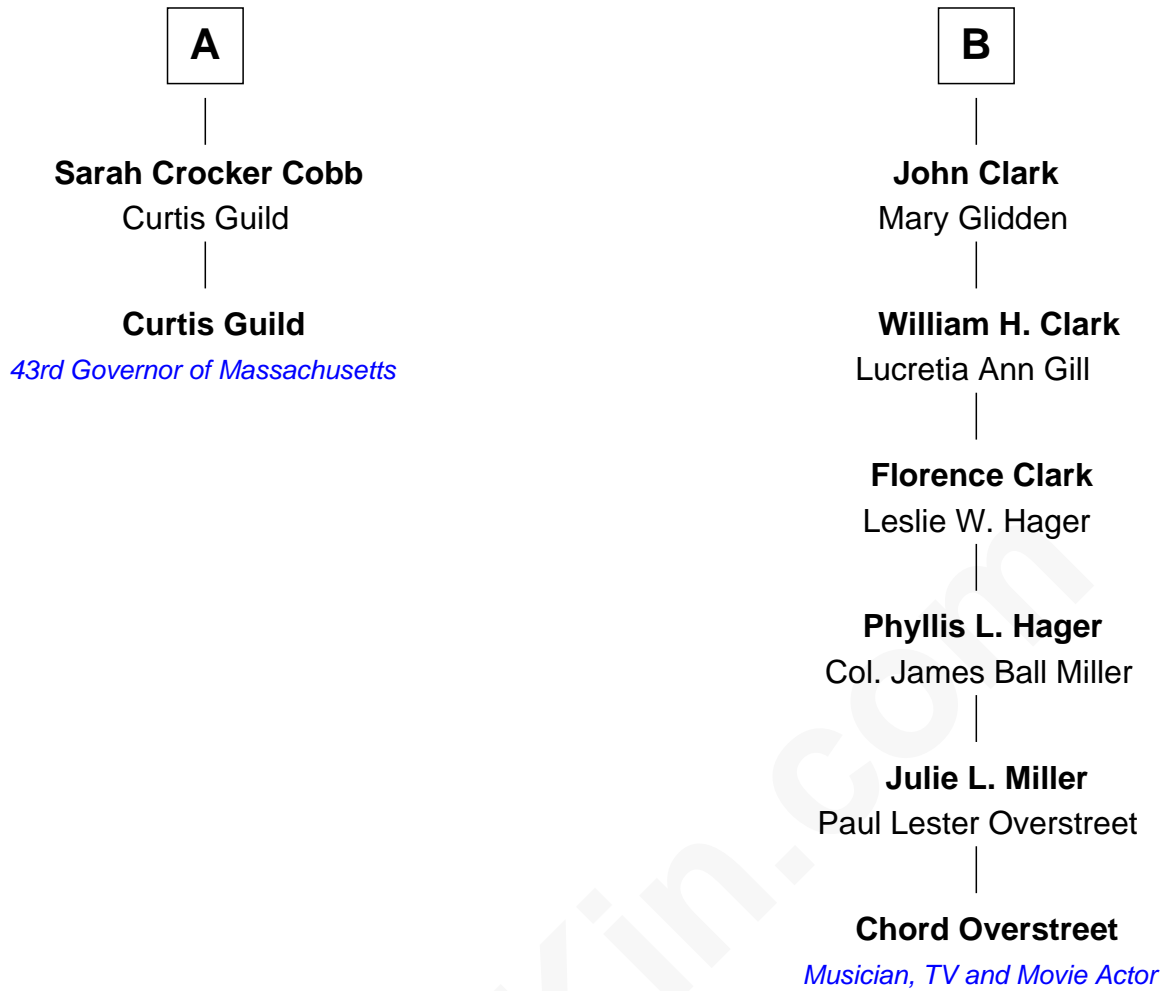 A
Sarah Crocker Cobb
Curtis Guild
Curtis Guild
43rd Governor of Massachusetts
B
John Clark
Mary Glidden
William H. Clark
Lucretia Ann Gill
Florence Clark
Leslie W. Hager
Phyllis L. Hager
Col. James Ball Miller
Julie L. Miller
Paul Lester Overstreet
Chord Overstreet
Musician, TV and Movie Actor
Kin.com